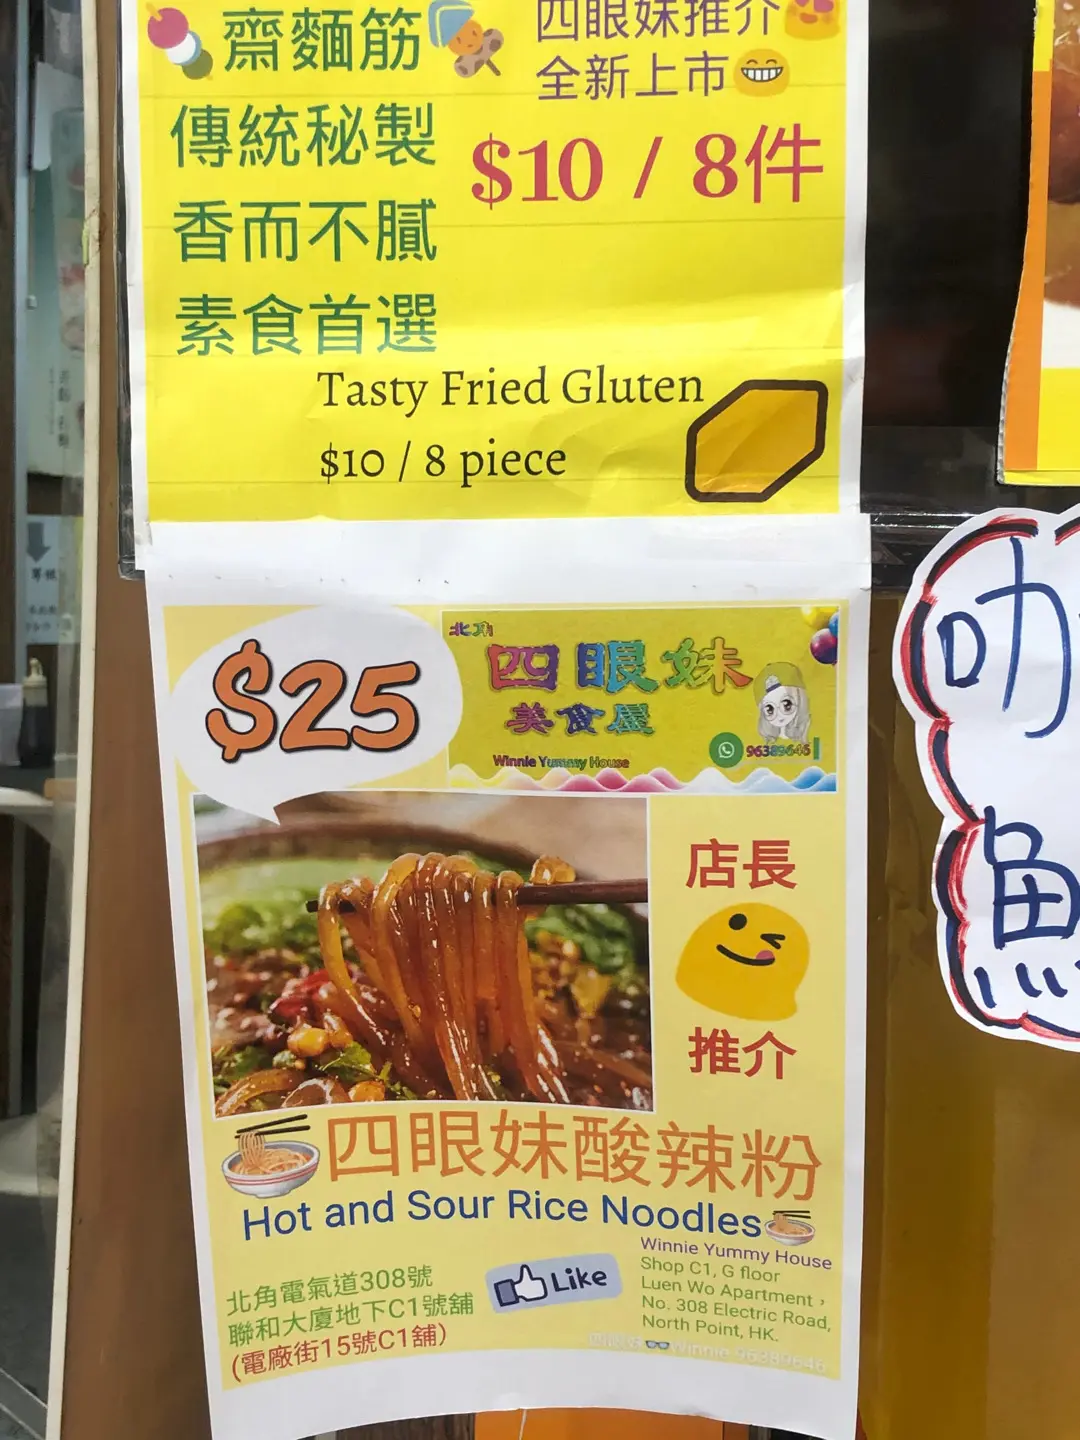 齋麵筋
四眼妹推介
全新上市
傳統秘製
香而不膩
素食首選
$10 / 8件
Tasty Fried Gluten
$10 / 8 piece
$25
北角
四眼妹
美食屋
Winnie Yummy House
96389646
店長
推介
四眼妹酸辣粉
Hot and Sour Rice Noodles
北角電氣道308號
聯和大廈地下C1號舖
(電廠街15號C1舖)
Like
Winnie Yummy House
Shop C1, G floor
Luen Wo Apartment，
No. 308 Electric Road,
North Point, HK.
Winnie 96389646
叻
魚